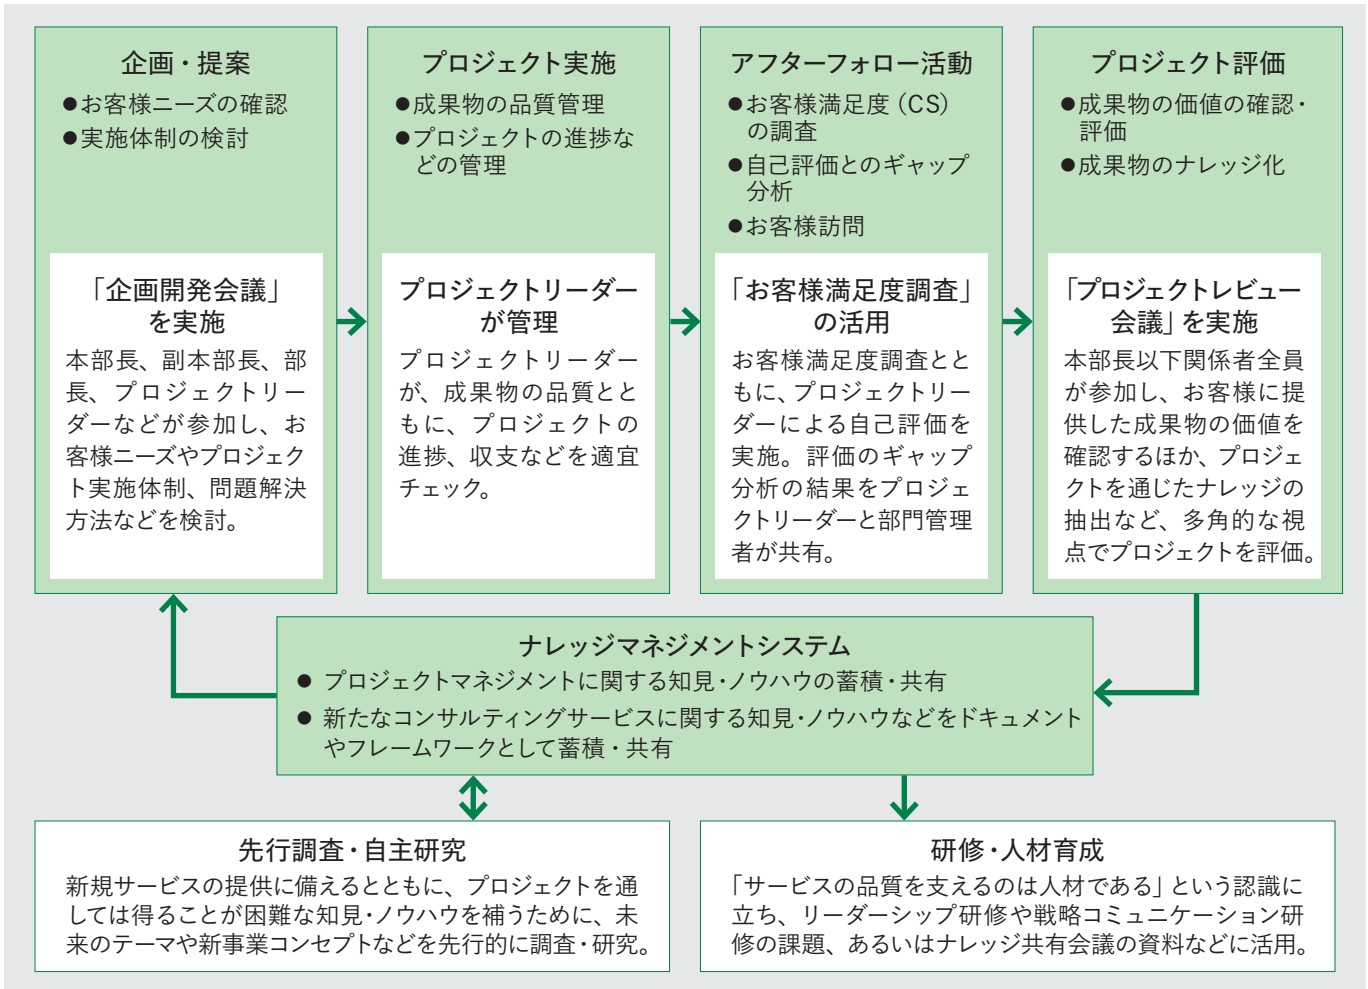 企画・提案
●お客様ニーズの確認
●実施体制の検討
「企画開発会議」
を実施
本部長、副本部長、部
長、プロジェクトリー
ダーなどが参加し、お
客様ニーズやプロジェク
ト実施体制、問題解決
方法などを検討。
プロジェクト実施
●成果物の品質管理
●プロジェクトの進捗な
どの管理
プロジェクトリーダー
が管理
プロジェクトリーダー
が、成果物の品質とと
もに、プロジェクトの
進捗、収支などを適宜
チェック。
アフターフォロー活動
●お客様満足度（CS）
の調査
●自己評価とのギャップ
分析
●お客様訪問
「お客様満足度調査」
の活用
お客様満足度調査とと
もに、プロジェクトリー
ダーによる自己評価を
実施。評価のギャップ
分析の結果をプロジェ
クトリーダーと部門管理
者が共有。
プロジェクト評価
●成果物の価値の確認・
評価
●成果物のナレッジ化
「プロジェクトレビュー
会議」を実施
本部長以下関係者全員
が参加し、お客様に提
供した成果物の価値を
確認するほか、プロジェ
クトを通じたナレッジの
抽出など、多角的な視
点でプロジェクトを評価。
ナレッジマネジメントシステム
● プロジェクトマネジメントに関する知見・ノウハウの蓄積・共有
● 新たなコンサルティングサービスに関する知見・ノウハウなどをドキュメント
やフレームワークとして蓄積・共有
先行調査・自主研究
新規サービスの提供に備えるとともに、プロジェクトを通
しては得ることが困難な知見・ノウハウを補うために、未
来のテーマや新事業コンセプトなどを先行的に調査・研究。
研修・人材育成
「サービスの品質を支えるのは人材である」という認識に
立ち、リーダーシップ研修や戦略コミュニケーション研
修の課題、あるいはナレッジ共有会議の資料などに活用。